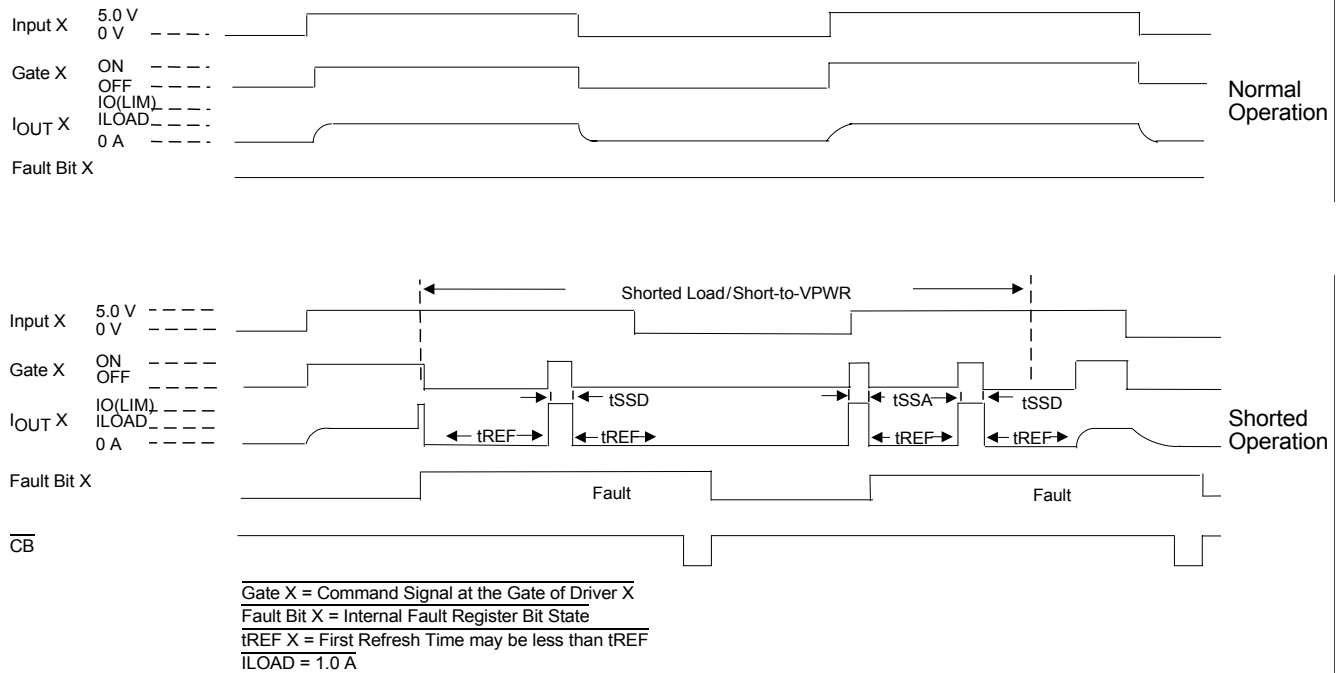 Input X 5.0 V
0 V
Gate X ON
OFF
IO(LIM)
IOUT X ILOAD
0 A
Fault Bit X
Normal
Operation
Shorted Load/Short-to-VPWR
Input X 5.0 V
0 V
Gate X ON
OFF
tSSD tSSA tSSD
IO(LIM)
IOUT X ILOAD
0 A
tREF tREF tREF tREF
Shorted
Operation
Fault Bit X Fault Fault
CB
Gate X = Command Signal at the Gate of Driver X
Fault Bit X = Internal Fault Register Bit State
tREF X = First Refresh Time may be less than tREF
ILOAD = 1.0 A